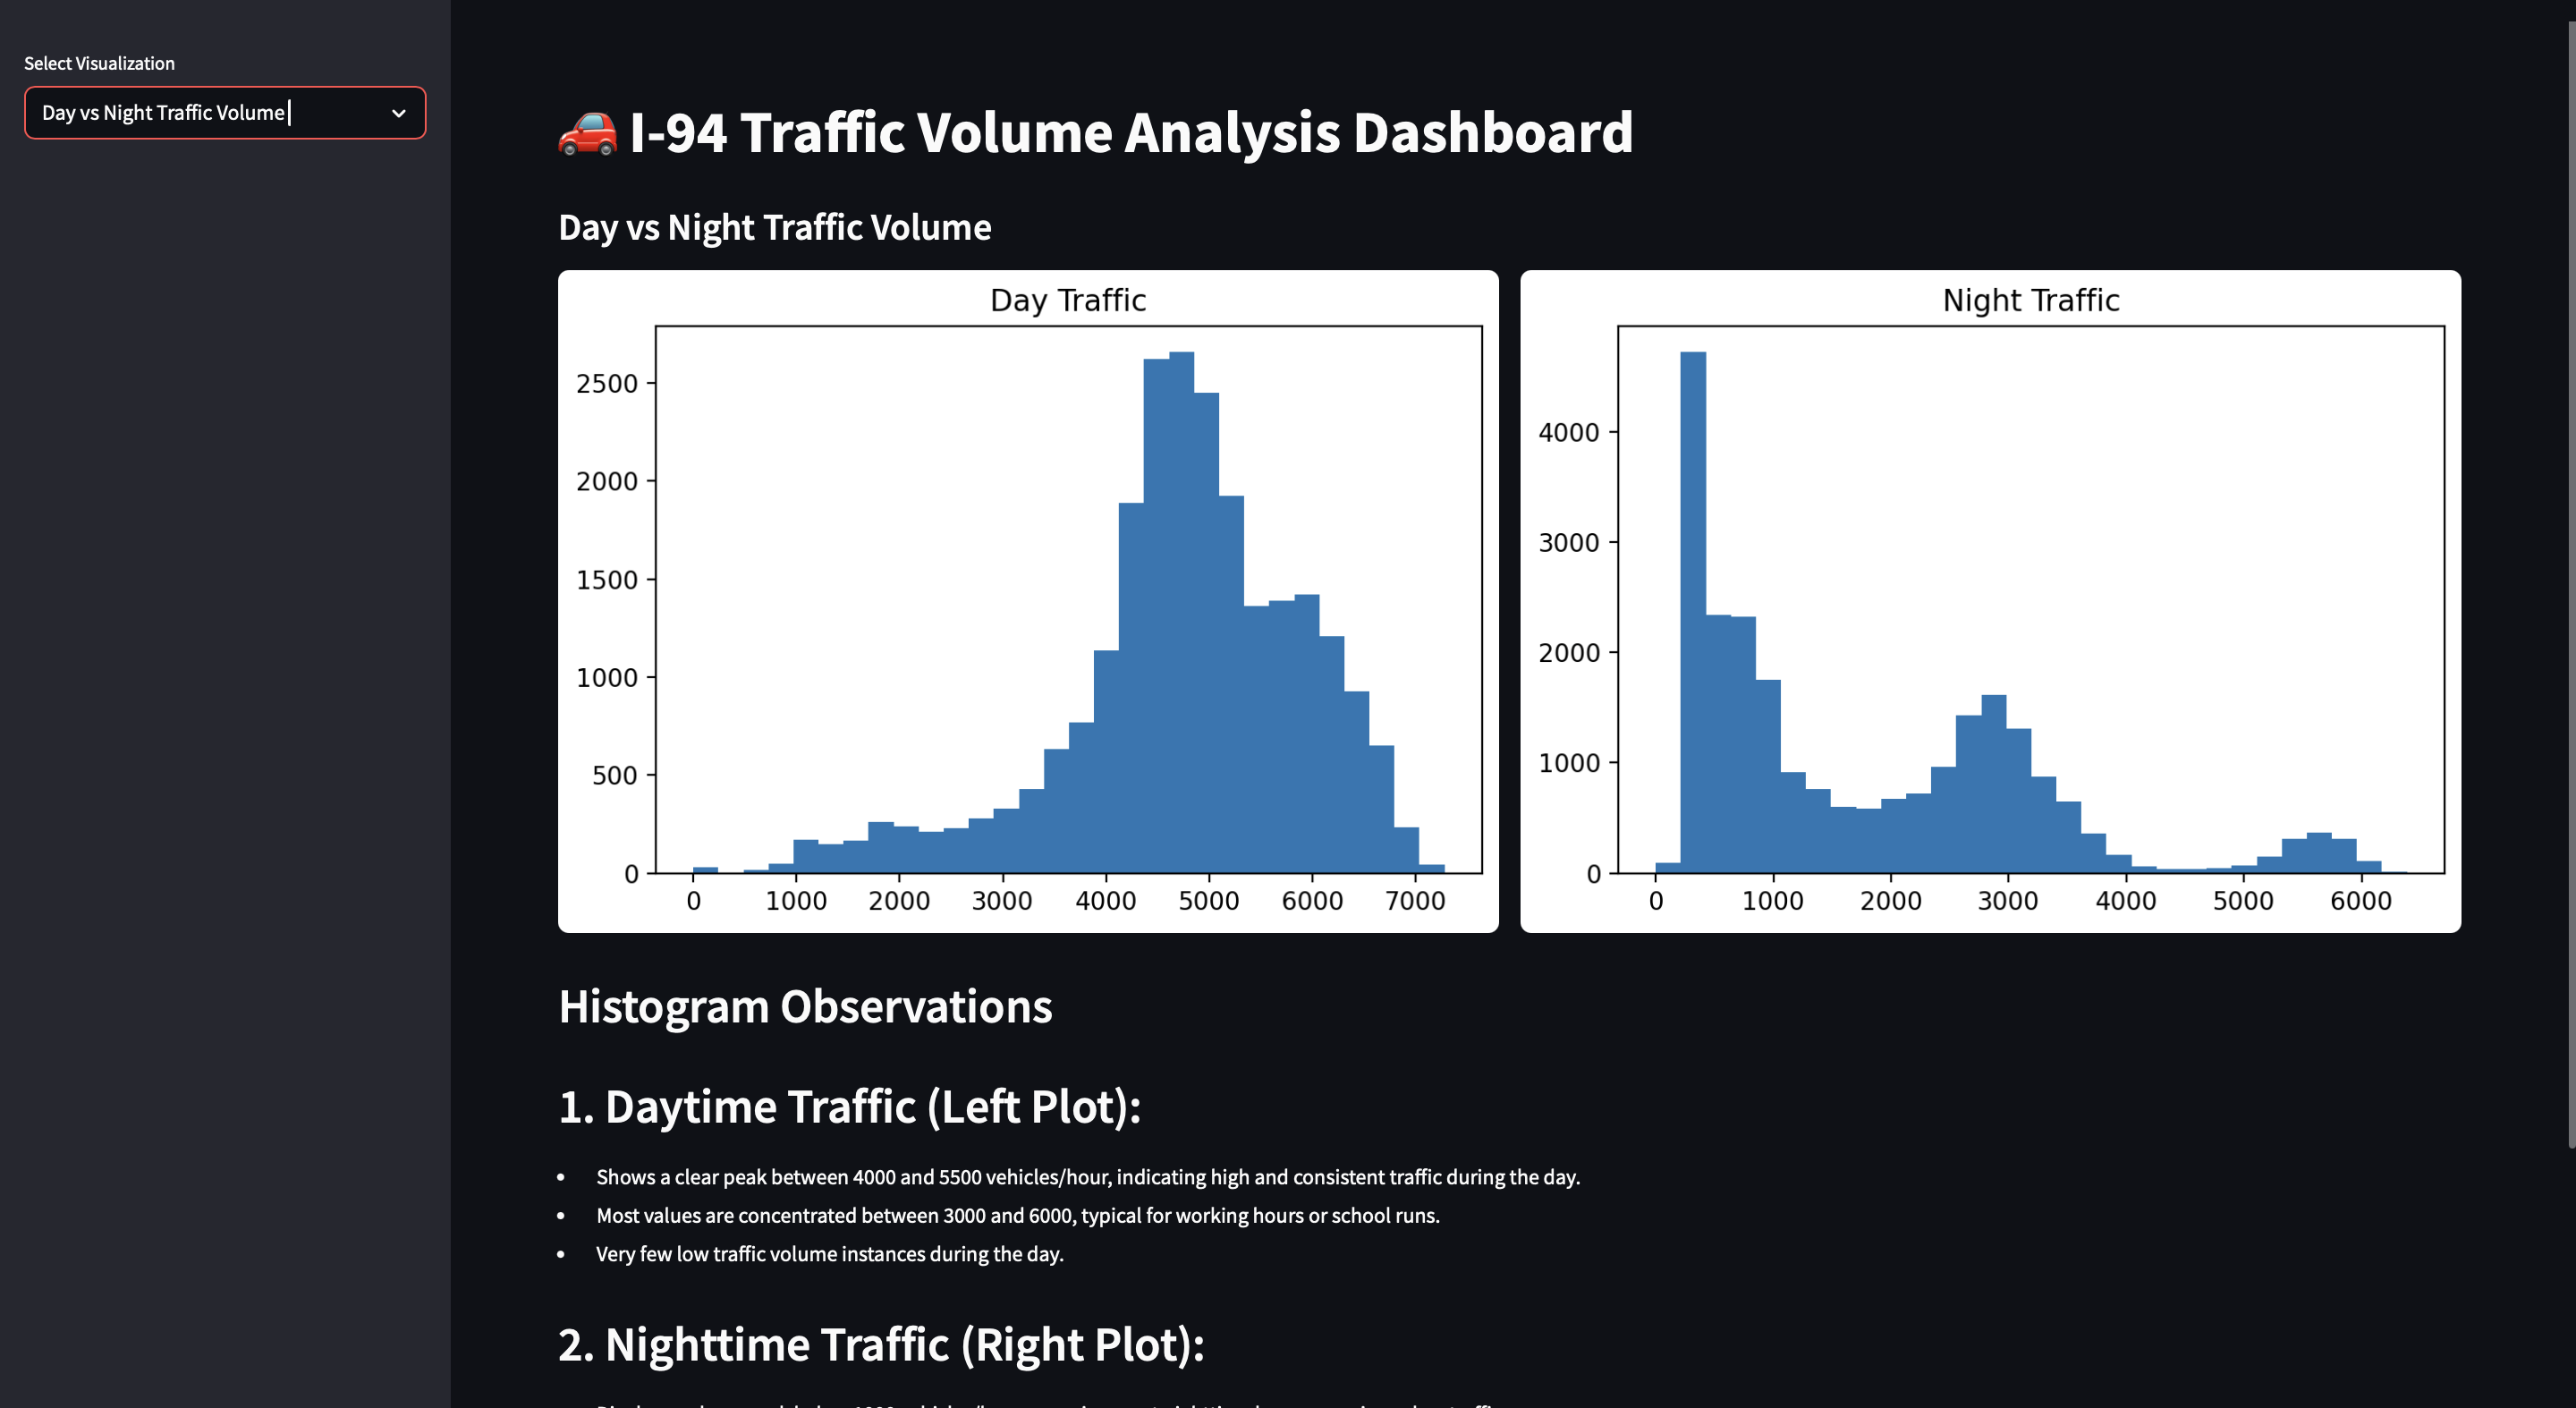 Select Visualization
Day vs Night Traffic Volume
🚗 I-94 Traffic Volume Analysis Dashboard
Day vs Night Traffic Volume
Day Traffic
2500
2000
1500
1000
500
0
0 1000 2000 3000 4000 5000 6000 7000
Night Traffic
4000
3000
2000
1000
0
0 1000 2000 3000 4000 5000 6000
Histogram Observations
1. Daytime Traffic (Left Plot):
• Shows a clear peak between 4000 and 5500 vehicles/hour, indicating high and consistent traffic during the day.
• Most values are concentrated between 3000 and 6000, typical for working hours or school runs.
• Very few low traffic volume instances during the day.
2. Nighttime Traffic (Right Plot):